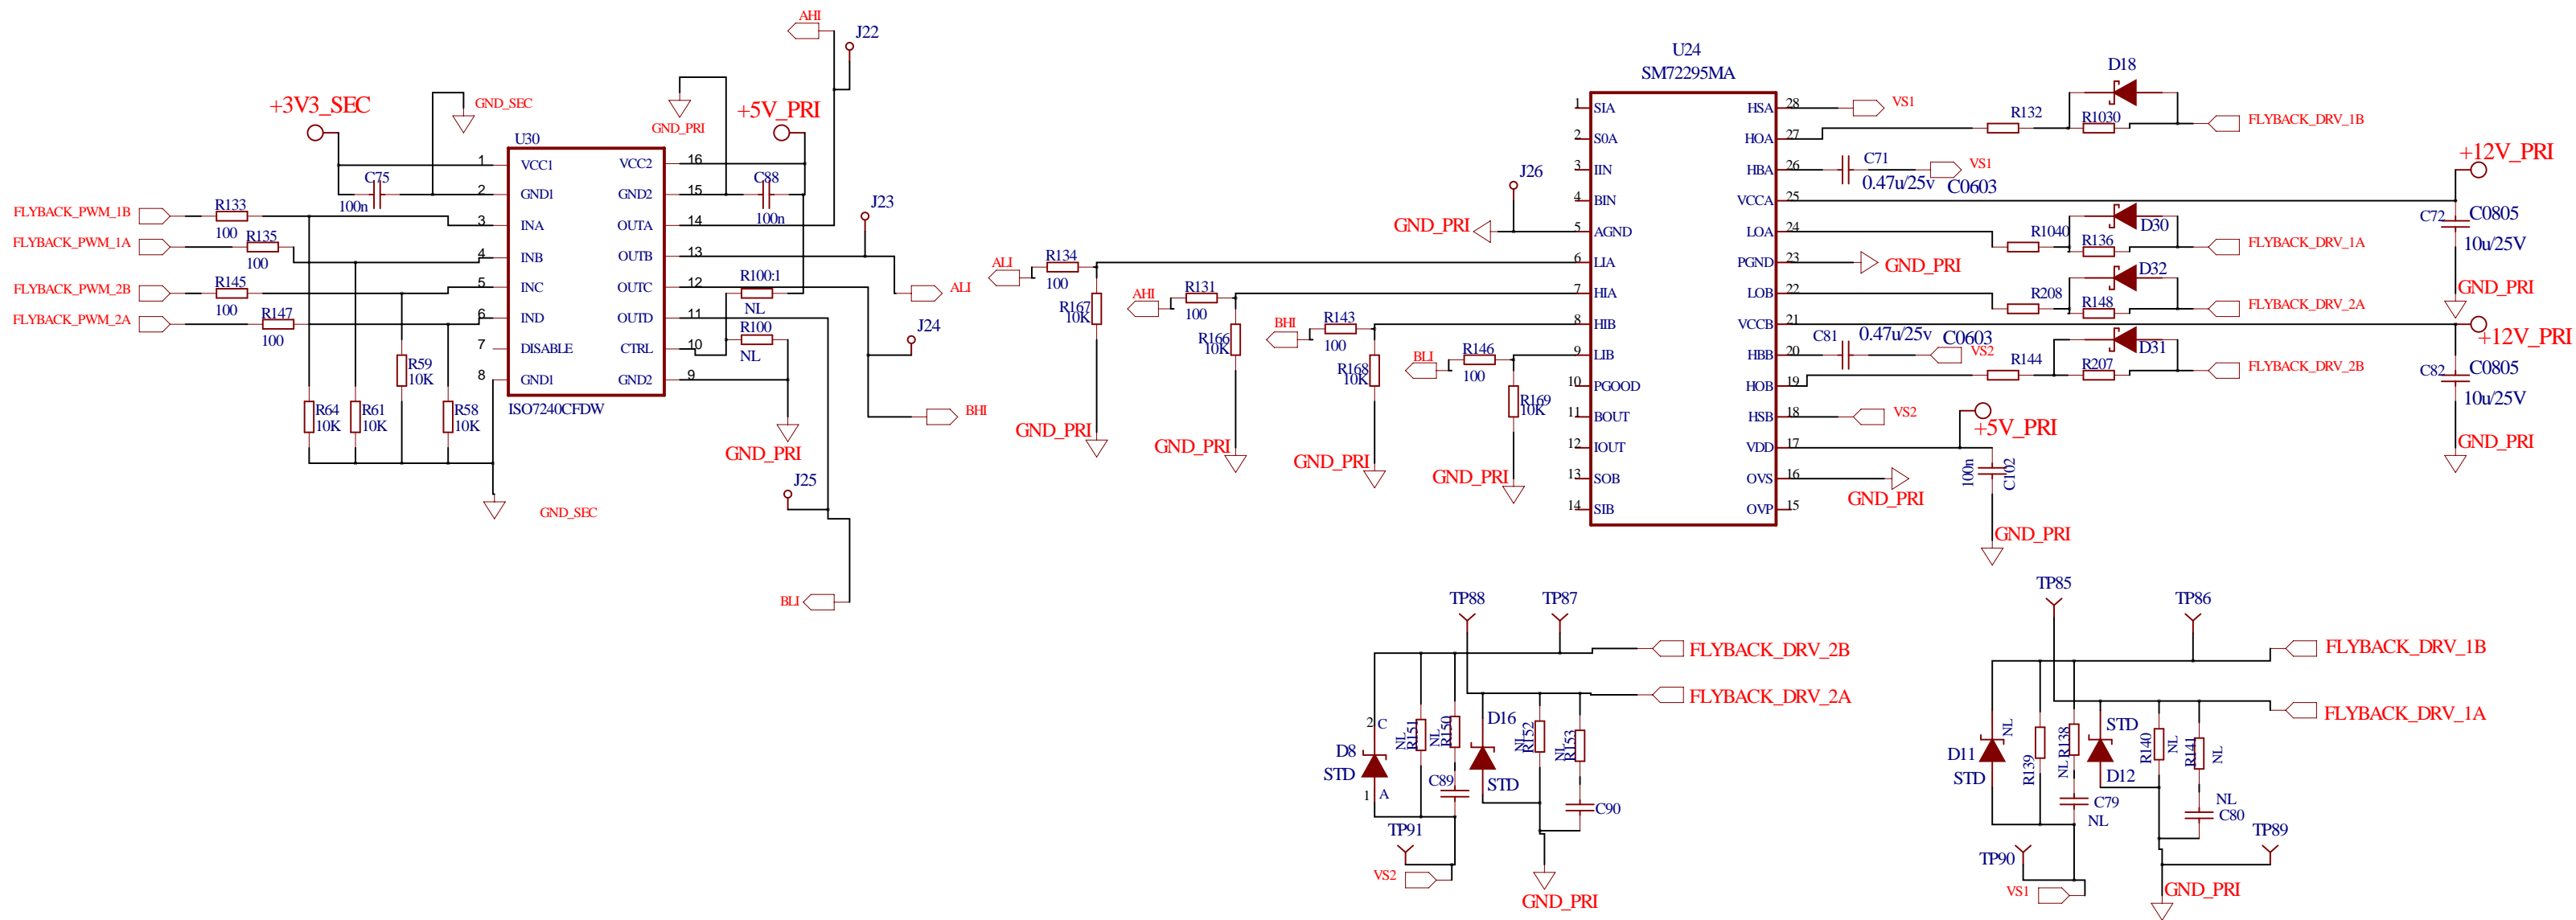 AHI
J22
+3V3_SEC
GND_SEC
GND_PRI
+5V_PRI
U30
1 VCC1
2 GND1
3 INA
4 INB
5 INC
6 IND
7 DISABLE
8 GND1
VCC2 16
GND2 15
OUTA 14
OUTB 13
OUTC 12
OUTD 11
CTRL 10
GND2 9
ISO7240CFDW
C75
100n
C88
100n
FLYBACK_PWM_1B
R133
100
FLYBACK_PWM_1A
R135
100
FLYBACK_PWM_2B
R145
100
FLYBACK_PWM_2A
R147
100
R64
10K
R61
10K
R59
10K
R58
10K
GND_SEC
J23
ALI
R100:1
NL
R100
NL
J24
BHI
GND_PRI
J25
BLI
ALI
R134
100
R167
10K
GND_PRI
AHI
R131
100
R166
10K
GND_PRI
BHI
R143
100
R168
10K
GND_PRI
BLI
R146
100
R169
10K
GND_PRI
J26
GND_PRI
U24
SM72295MA
1 SIA
2 S0A
3 IIN
4 BIN
5 AGND
6 LIA
7 HIA
8 HIB
9 LIB
10 PGOOD
11 BOUT
12 IOUT
13 SOB
14 SIB
HSA 28
HOA 27
HBA 26
VCCA 25
LOA 24
PGND 23
LOB 22
VCCB 21
HBB 20
HOB 19
HSB 18
VDD 17
OVS 16
OVP 15
VS1
R132
D18
R1030
FLYBACK_DRV_1B
C71
VS1
0.47u/25v C0603
+12V_PRI
C72
C0805
10u/25V
GND_PRI
R1040
D30
R136
FLYBACK_DRV_1A
GND_PRI
D32
R208
R148
FLYBACK_DRV_2A
+12V_PRI
C81
0.47u/25v C0603
VS2
D31
R144
R207
FLYBACK_DRV_2B
C82
C0805
10u/25V
GND_PRI
VS2
+5V_PRI
100n
C102
GND_PRI
GND_PRI
TP88
TP87
FLYBACK_DRV_2B
FLYBACK_DRV_2A
2 C
D8
STD
1 A
NL
R151
NL
R150
C89
D16
STD
NL
R152
NL
R153
C90
TP91
VS2
GND_PRI
TP85
TP86
FLYBACK_DRV_1B
FLYBACK_DRV_1A
D11
STD
NL
R139
NL
R138
C79
NL
STD
D12
R140
NL
R141
NL
NL
C80
TP90
TP89
VS1
GND_PRI